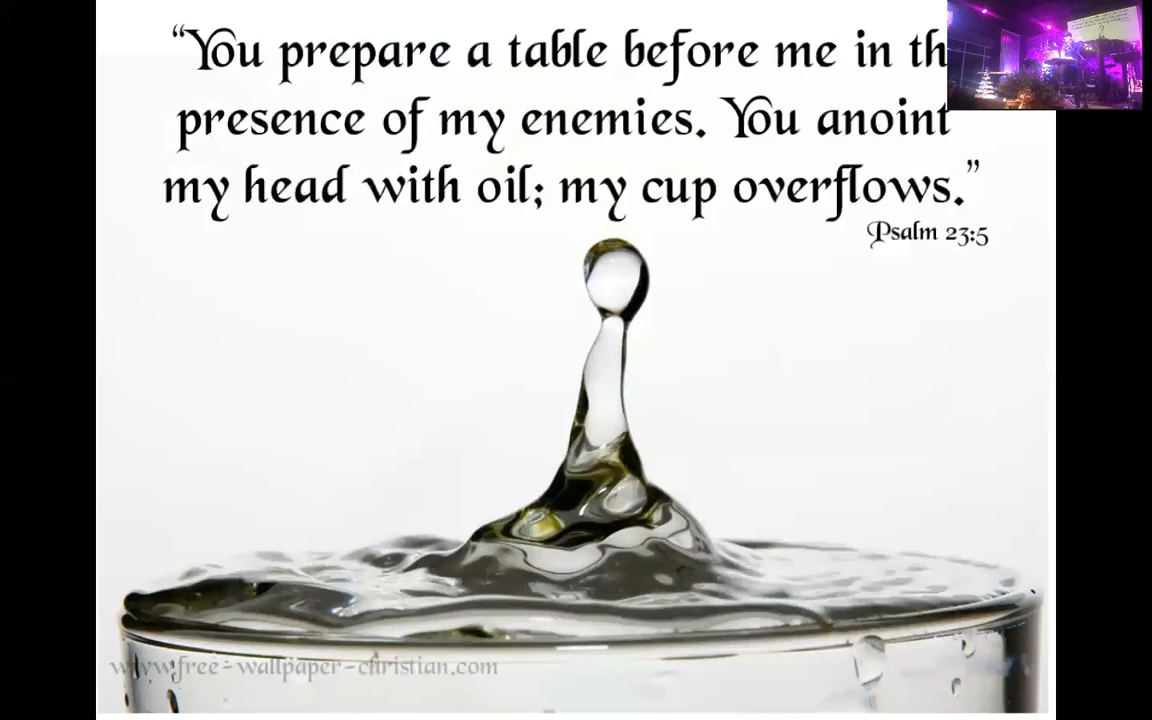 “You prepare a table before me in th
presence of my enemies. You anoint
my head with oil; my cup overflows.”
Psalm 23:5
www.free-wallpaper-christian.com